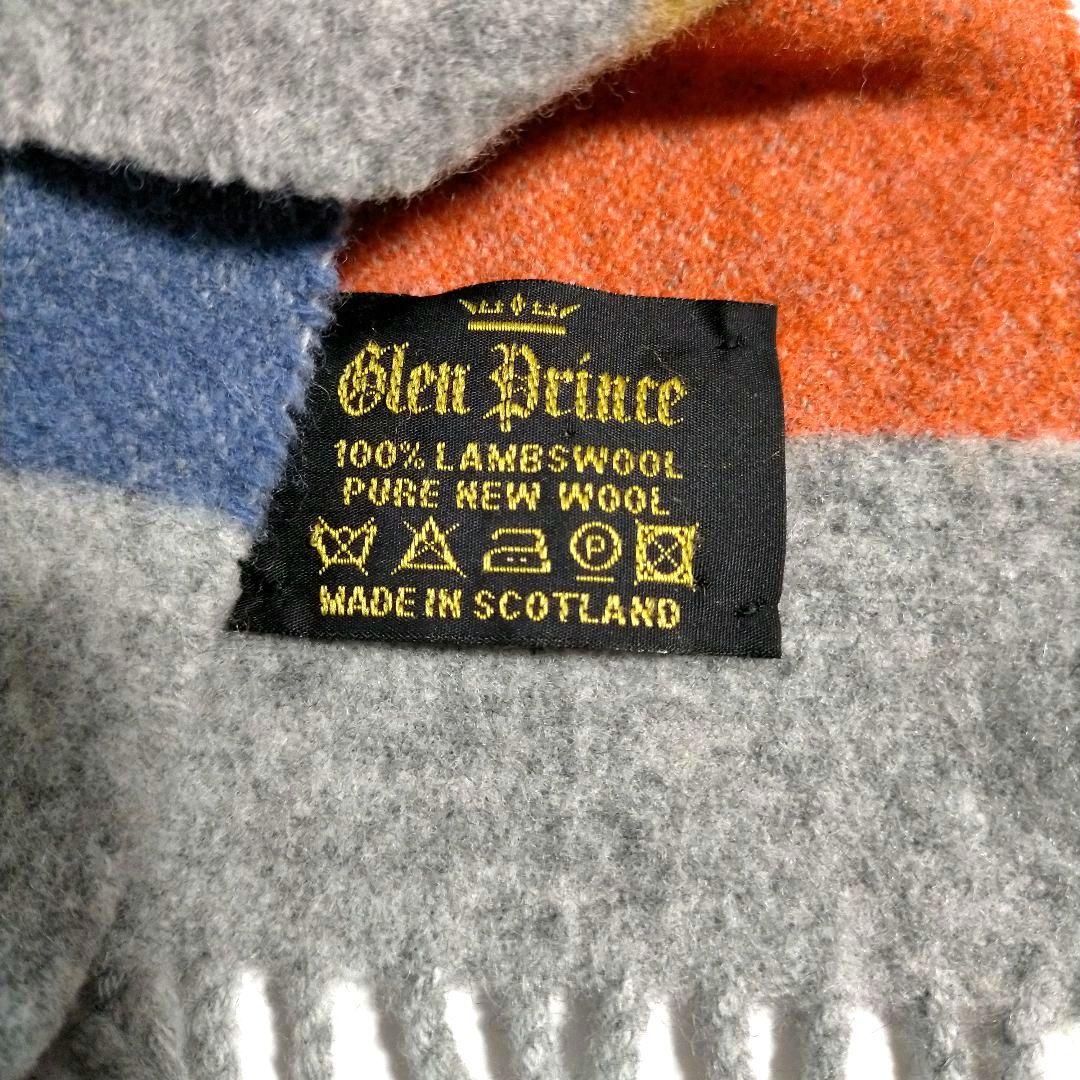 Glen Prince
100% LAMBSWOOL
PURE NEW WOOL
P
MADE IN SCOTLAND